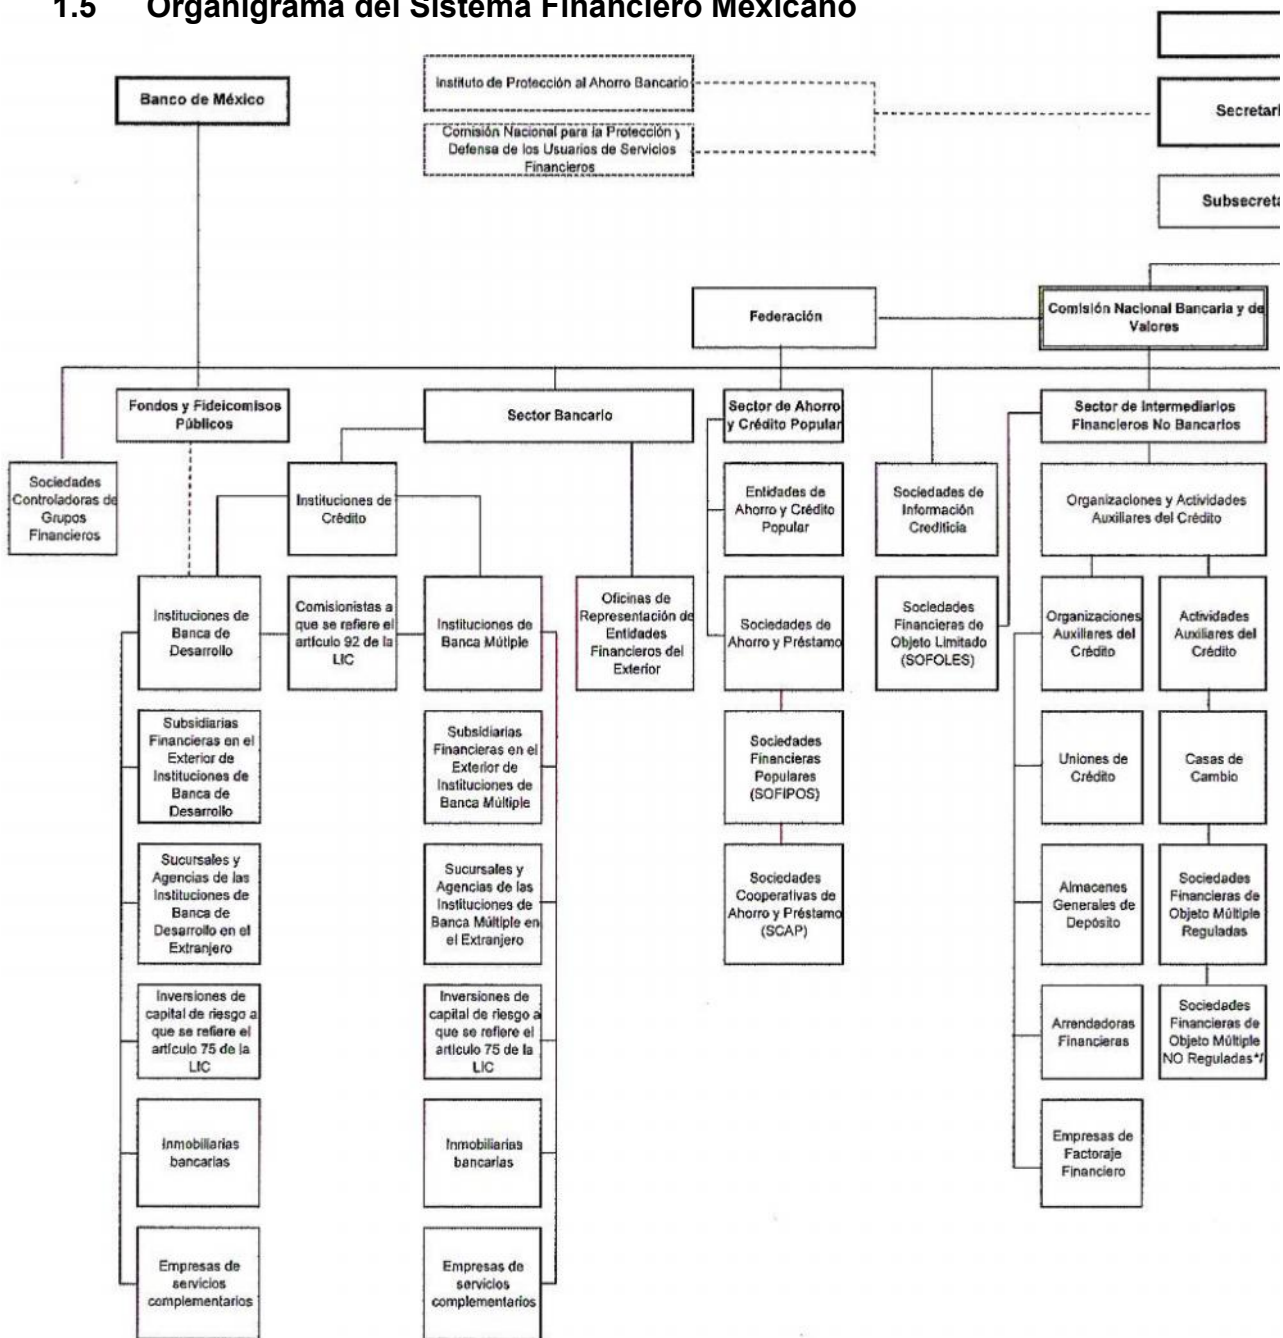 1.5 Organigrama del Sistema Financiero Mexicano
Instituto de Protección al Ahorro Bancario
Banco de México
Comisión Nacional para la Protección y
Defensa de los Usuarios de Servicios
Financieros
Secretari
Subsecreta
Federación
Comisión Nacional Bancaria y de
Valores
Fondos y Fideicomisos
Públicos
Sector Bancario
Sector de Ahorro
y Crédito Popular
Sector de Intermediarios
Financieros No Bancarios
Sociedades
Controladoras de
Grupos
Financieros
Instituciones de
Crédito
Entidades de
Ahorro y Crédito
Popular
Sociedades de
Información
Crediticia
Organizaciones y Actividades
Auxiliares del Crédito
Instituciones de
Banca de
Desarrollo
Comisionistas a
que se refiere el
artículo 92 de la
LIC
Instituciones de
Banca Mútiple
Oficinas de
Representación de
Entidades
Financieros del
Exterior
Sociedades de
Ahorro y Préstamo
Sociedades
Financieras de
Objeto Limitado
(SOFOLES)
Organizaciones
Auxiliares del
Crédito
Actividades
Auxiliares del
Crédito
Subsidiarias
Financieras en el
Exterior de
Instituciones de
Banca de
Desarrollo
Subsidiarias
Financieras en el
Exterior de
Instituciones de
Banca Múltiple
Sociedades
Financieras
Populares
(SOFIPOS)
Uniones de
Crédito
Casas de
Cambio
Sucursales y
Agencias de las
Instituciones de
Banca de
Desarrollo en el
Extranjero
Sucursales y
Agencias de las
Instituciones de
Banca Múltiple en
el Extranjero
Sociedades
Cooperativas de
Ahorro y Préstamo
(SCAP)
Almacenes
Generales de
Depósito
Sociedades
Financieras de
Objeto Múltiple
Reguladas
Inversiones de
capital de riesgo a
que se refiere el
artículo 75 de la
LIC
Inversiones de
capital de riesgo a
que se refiere el
artículo 75 de la
LIC
Arrendadoras
Financieras
Sociedades
Financieras de
Objeto Múltiple
NO Reguladas*/
Inmobiliarias
bancarias
Inmobiliarias
bancarias
Empresas de
Factoraje
Financiero
Empresas de
servicios
complementarios
Empresas de
servicios
complementarios